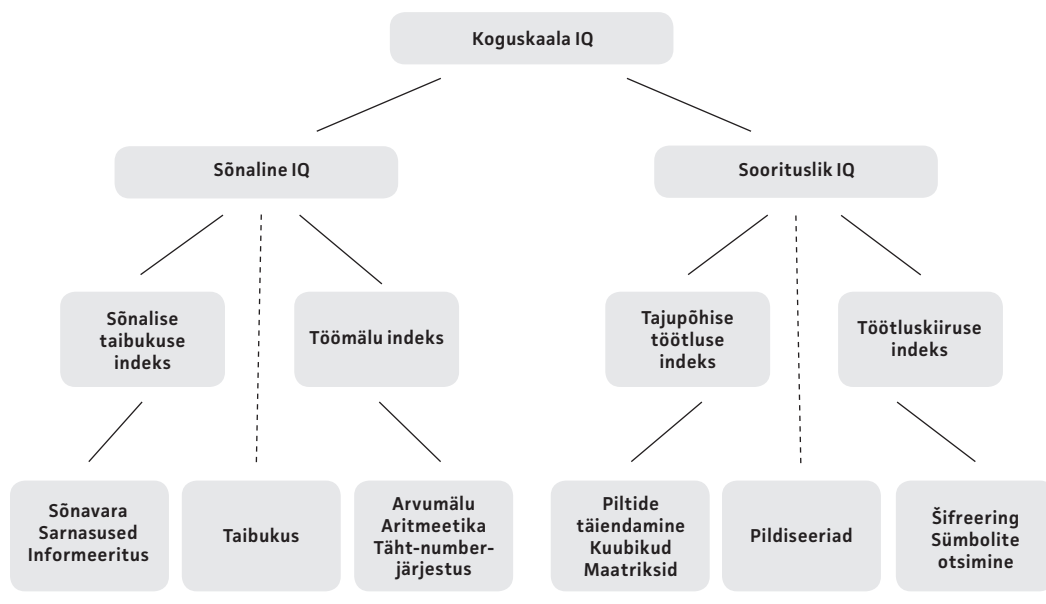 Koguskaala IQ
Sõnaline IQ
Soorituslik IQ
Sõnalise
taibukuse
indeks
Töömälu indeks
Tajupõhise
töötluse
indeks
Töötluskiiruse
indeks
Sõnavara
Sarnasused
Informeeritus
Taibukus
Arvumälu
Aritmeetika
Täht-number-
järjestus
Piltide
täiendamine
Kuubikud
Maatriksid
Pildiseeriad
Šifreering
Sümbolite
otsimine